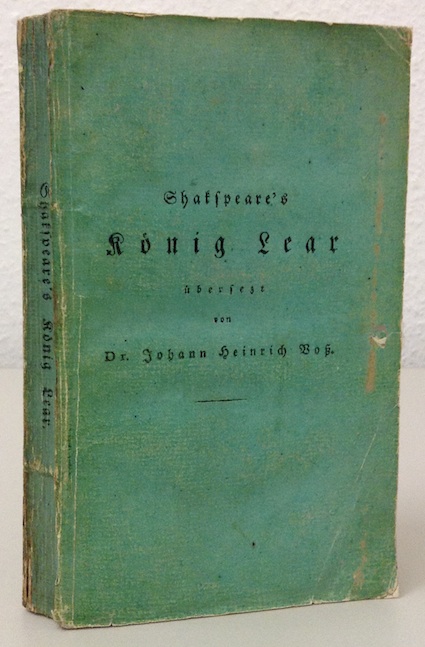 Shakſpeare's
König Lear
überſezt
von
Dr. Johann Heinrich Voß.
Shakſpeare's König Lear.